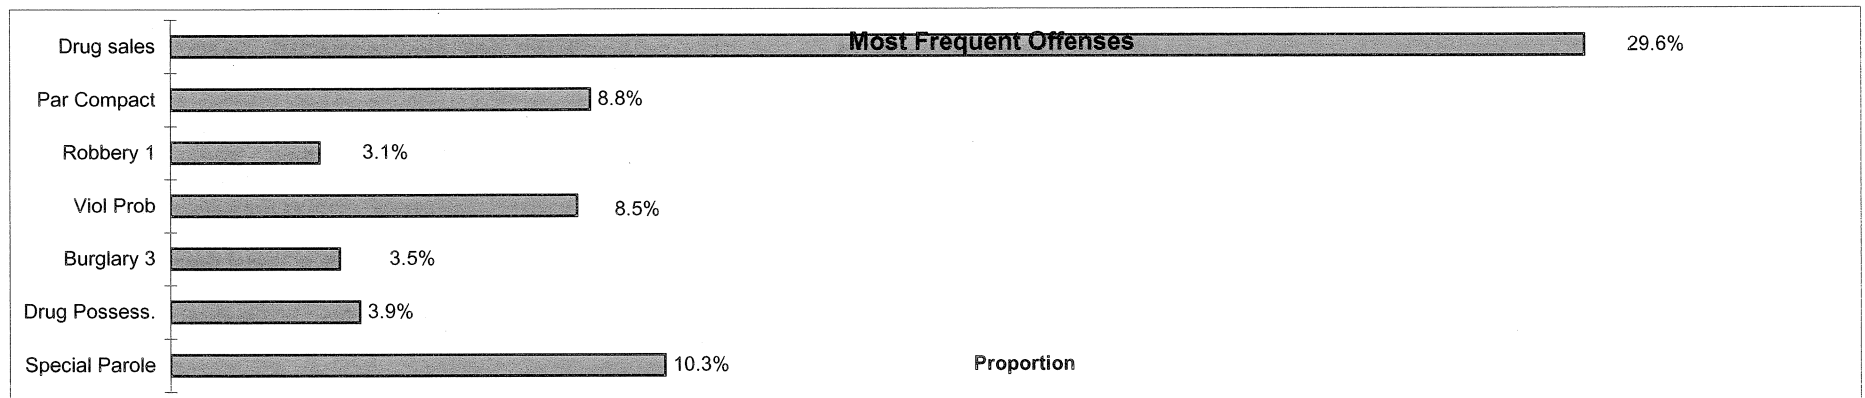 Most Frequent Offenses
Drug sales 29.6%
Par Compact 8.8%
Robbery 1 3.1%
Viol Prob 8.5%
Burglary 3 3.5%
Drug Possess. 3.9%
Special Parole 10.3%
Proportion